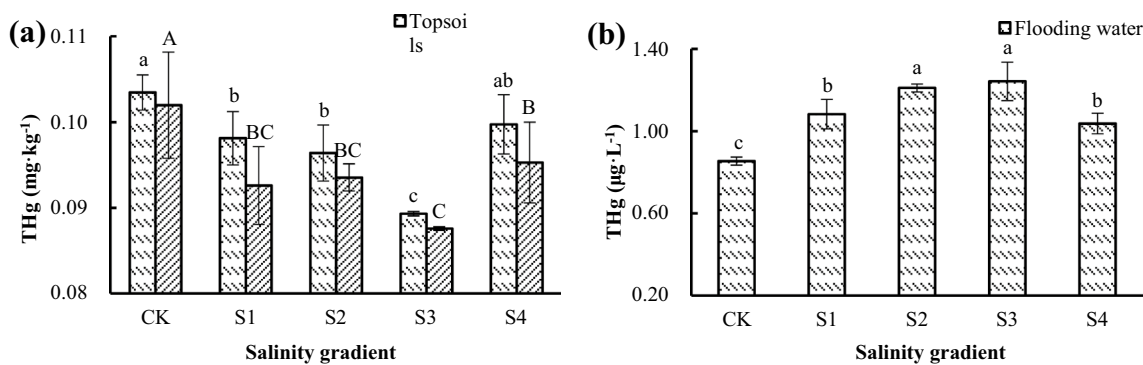 (a)
Topsoi
ls
0.11
0.10
0.09
0.08
THg (mg·kg-1)
a
A
b
BC
b
BC
c
C
ab
B
CK
S1
S2
S3
S4
Salinity gradient
(b)
Flooding water
1.40
1.00
0.60
0.20
THg (μg·L-1)
c
b
a
a
b
CK
S1
S2
S3
S4
Salinity gradient